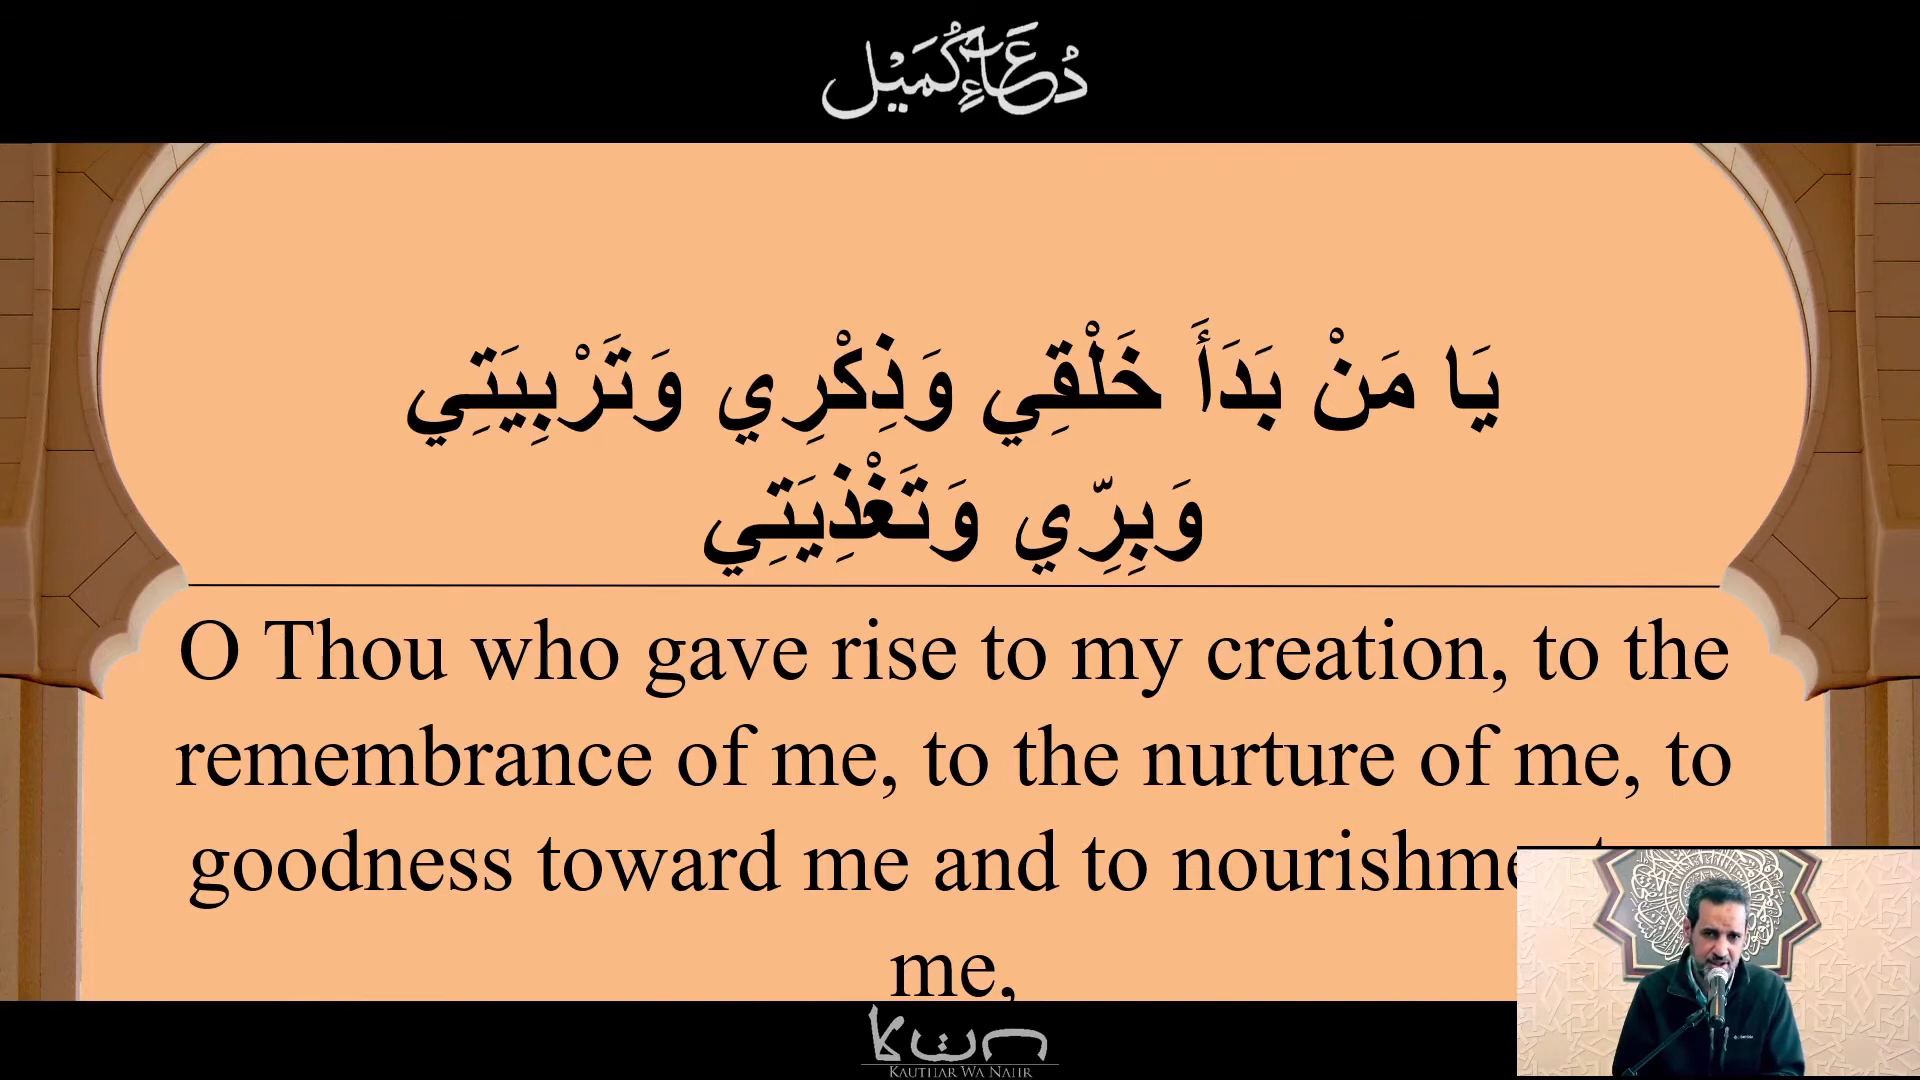 دُعَاءُ كُمَيْل
يَا مَنْ بَدَأَ خَلْقِي وَذِكْرِي وَتَرْبِيَتِي
وَبِرِّي وَتَغْذِيَتِي
O Thou who gave rise to my creation, to the
remembrance of me, to the nurture of me, to
goodness toward me and to
me,
KAUTHAR WA NAHR